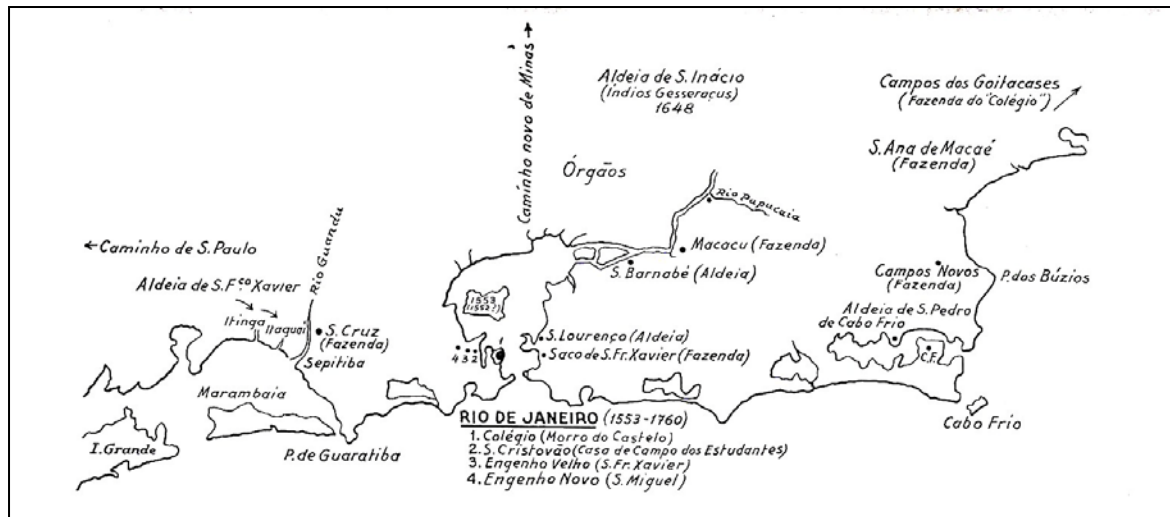 Caminho novo de Minas
Aldeia de S. Inácio
(Índios Gesseraçus)
1648
Campos dos Goitacases
(Fazenda do "Colégio")
S. Ana de Macaé
(Fazenda)
Órgãos
Rio Pupucaia
Rio Guandu
Caminho de S. Paulo
Macacu (Fazenda)
S. Barnabé (Aldeia)
Campos Novos
(Fazenda)
P. dos Búzios
Aldeia de S. Fco Xavier
Itinga
Itaguaí
S. Cruz
(Fazenda)
Sepitiba
1553
(1552?)
Aldeia de S. Pedro
de Cabo Frio
C.F.
S. Lourenço (Aldeia)
Saco de S. Fr. Xavier (Fazenda)
4 3 2 1
Marambaia
I. Grande
P. de Guaratiba
Cabo Frio
RIO DE JANEIRO (1553-1760)
1. Colégio (Morro do Castelo)
2. S. Cristovão (Casa de Campo dos Estudantes)
3. Engenho Velho (S. Fr. Xavier)
4. Engenho Novo (S. Miguel)